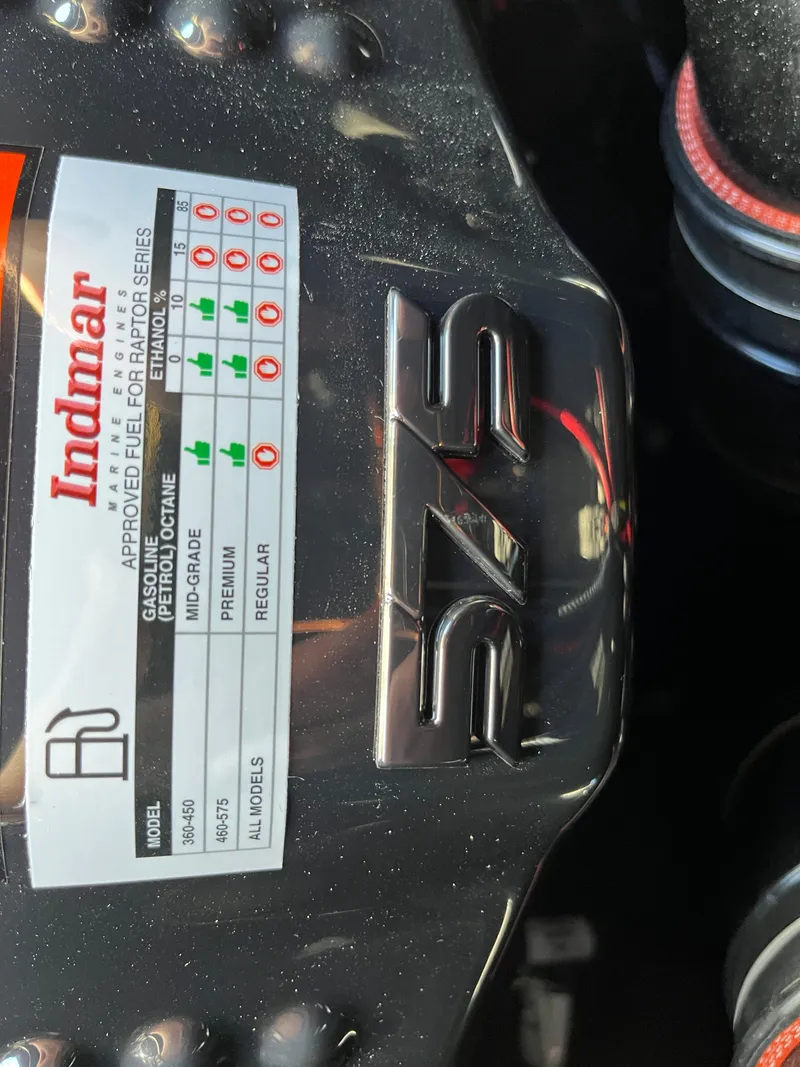 Indmar
MARINE ENGINES
APPROVED FUEL FOR RAPTOR SERIES
MODEL GASOLINE (PETROL) OCTANE ETHANOL %
0 10 15 85
360-450 MID-GRADE
460-575 PREMIUM
ALL MODELS REGULAR
575